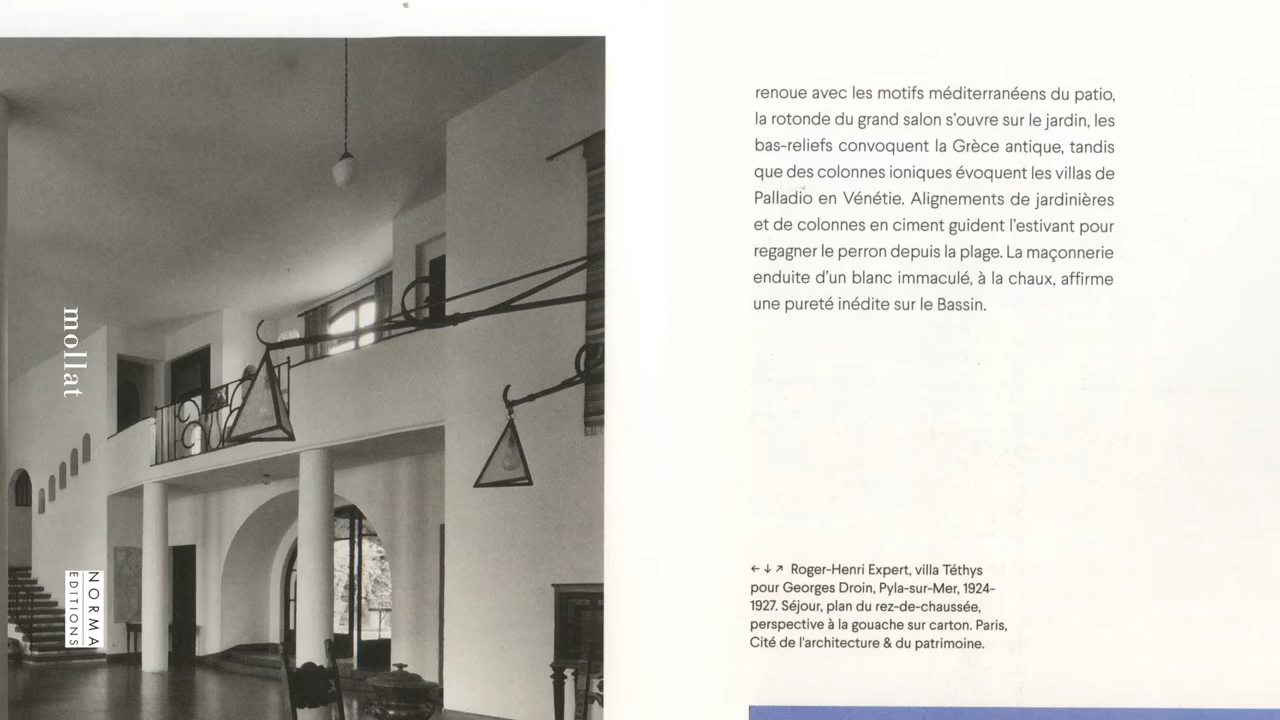 mollat
NORMA
EDITIONS
renoue avec les motifs méditerranéens du patio,
la rotonde du grand salon s'ouvre sur le jardin, les
bas-reliefs convoquent la Grèce antique, tandis
que des colonnes ioniques évoquent les villas de
Palladio en Vénétie. Alignements de jardinières
et de colonnes en ciment guident l'estivant pour
regagner le perron depuis la plage. La maçonnerie
enduite d'un blanc immaculé, à la chaux, affirme
une pureté inédite sur le Bassin.
← ↓ ↗ Roger-Henri Expert, villa Téthys
pour Georges Droin, Pyla-sur-Mer, 1924-
1927. Séjour, plan du rez-de-chaussée,
perspective à la gouache sur carton. Paris,
Cité de l'architecture & du patrimoine.